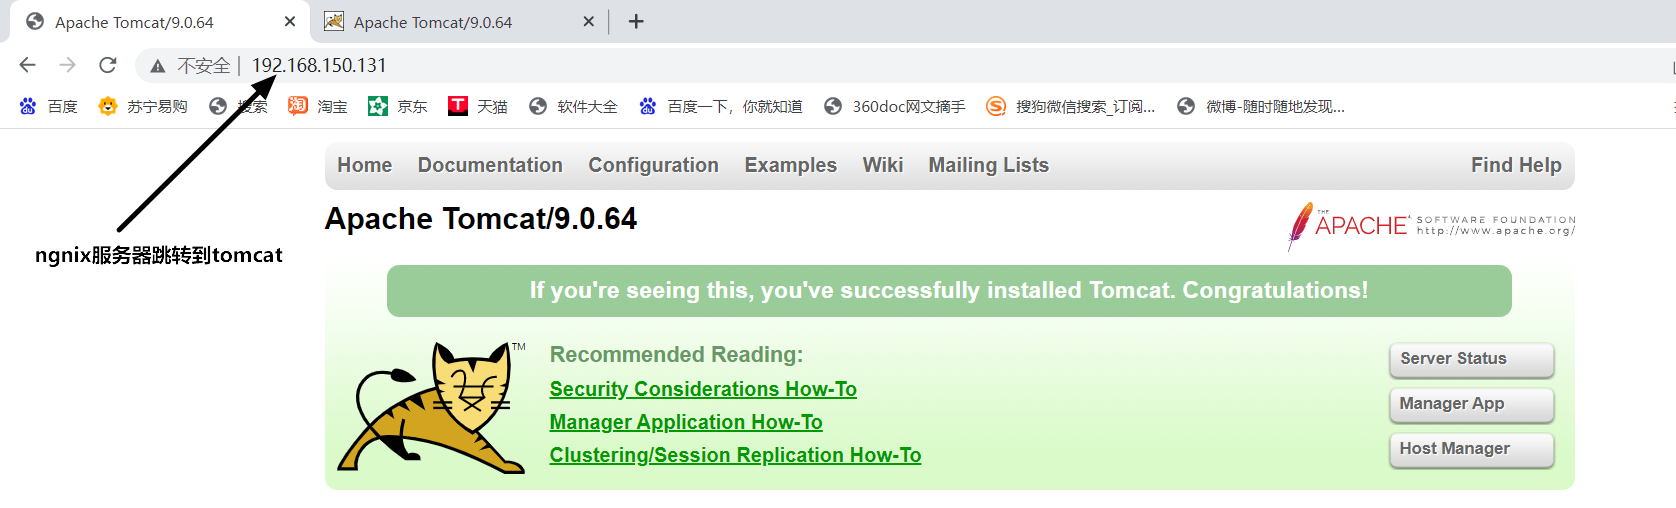 Apache Tomcat/9.0.64
Apache Tomcat/9.0.64
不安全 | 192.168.150.131
百度 苏宁易购 搜索 淘宝 京东 天猫 软件大全 百度一下，你就知道 360doc网文摘手 搜狗微信搜索_订阅... 微博-随时随地发现...
Home Documentation Configuration Examples Wiki Mailing Lists Find Help
Apache Tomcat/9.0.64
THE APACHE SOFTWARE FOUNDATION
http://www.apache.org/
ngnix服务器跳转到tomcat
If you're seeing this, you've successfully installed Tomcat. Congratulations!
TM
Recommended Reading:
Security Considerations How-To
Manager Application How-To
Clustering/Session Replication How-To
Server Status
Manager App
Host Manager